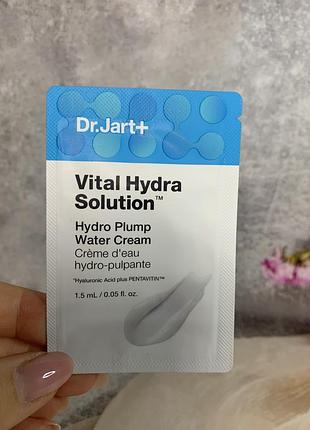 Dr.Jart+
Vital Hydra
Solution™
Hydro Plump
Water Cream
Crème d'eau
hydro-pulpante
*Hyaluronic Acid plus PENTAVITIN™
1.5 mL / 0.05 fl. oz.